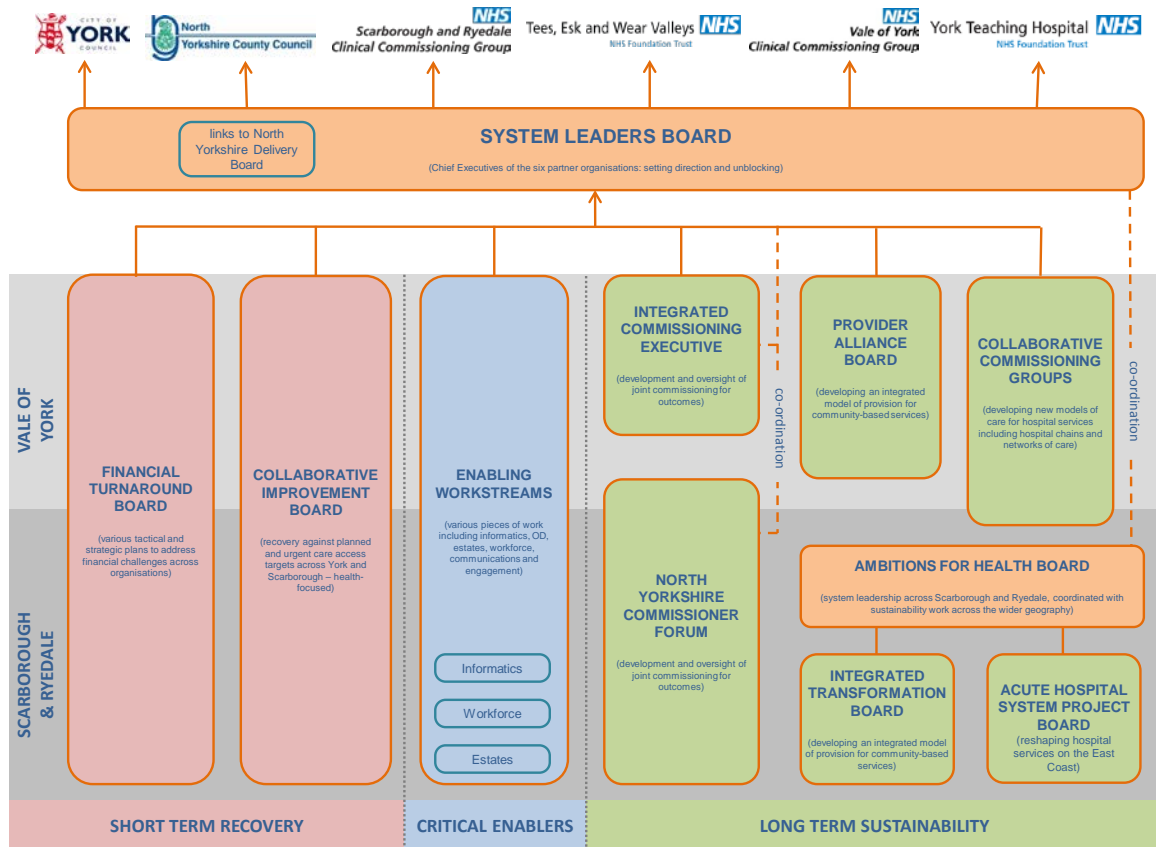 CITY OF
YORK
COUNCIL
North
Yorkshire County Council
NHS
Scarborough and Ryedale
Clinical Commissioning Group
Tees, Esk and Wear Valleys NHS
NHS Foundation Trust
NHS
Vale of York
Clinical Commissioning Group
York Teaching Hospital NHS
NHS Foundation Trust
links to North
Yorkshire Delivery
Board
SYSTEM LEADERS BOARD
(Chief Executives of the six partner organisations: setting direction and unblocking)
VALE OF
YORK
SCARBOROUGH
& RYEDALE
FINANCIAL
TURNAROUND
BOARD
(various tactical and
strategic plans to address
financial challenges across
organisations)
COLLABORATIVE
IMPROVEMENT
BOARD
(recovery against planned
and urgent care access
targets across York and
Scarborough – health-
focused)
ENABLING
WORKSTREAMS
(various pieces of work
including informatics, OD,
estates, workforce,
communications and
engagement)
Informatics
Workforce
Estates
INTEGRATED
COMMISSIONING
EXECUTIVE
(development and oversight of
joint commissioning for
outcomes)
co-ordination
NORTH
YORKSHIRE
COMMISSIONER
FORUM
(development and oversight of
joint commissioning for
outcomes)
PROVIDER
ALLIANCE
BOARD
(developing an integrated
model of provision for
community-based services)
COLLABORATIVE
COMMISSIONING
GROUPS
(developing new models of
care for hospital services
including hospital chains and
networks of care)
co-ordination
AMBITIONS FOR HEALTH BOARD
(system leadership across Scarborough and Ryedale, coordinated with
sustainability work across the wider geography)
INTEGRATED
TRANSFORMATION
BOARD
(developing an integrated model
of provision for community-based
services)
ACUTE HOSPITAL
SYSTEM PROJECT
BOARD
(reshaping hospital
services on the East
Coast)
SHORT TERM RECOVERY
CRITICAL ENABLERS
LONG TERM SUSTAINABILITY